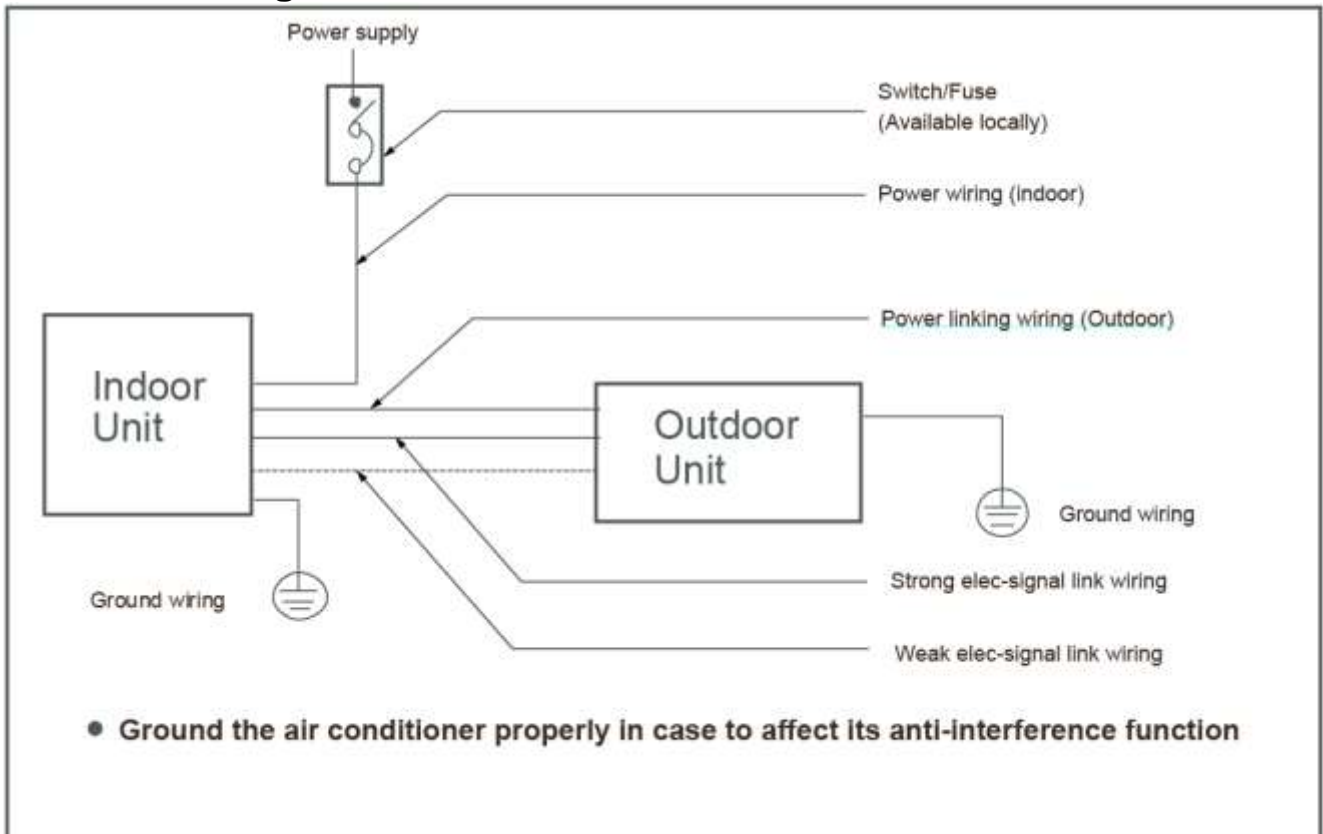 Power supply
Switch/Fuse
(Available locally)
Power wiring (indoor)
Power linking wiring (Outdoor)
Indoor
Unit
Outdoor
Unit
Ground wiring
Ground wiring
Strong elec-signal link wiring
Weak elec-signal link wiring
● Ground the air conditioner properly in case to affect its anti-interference function